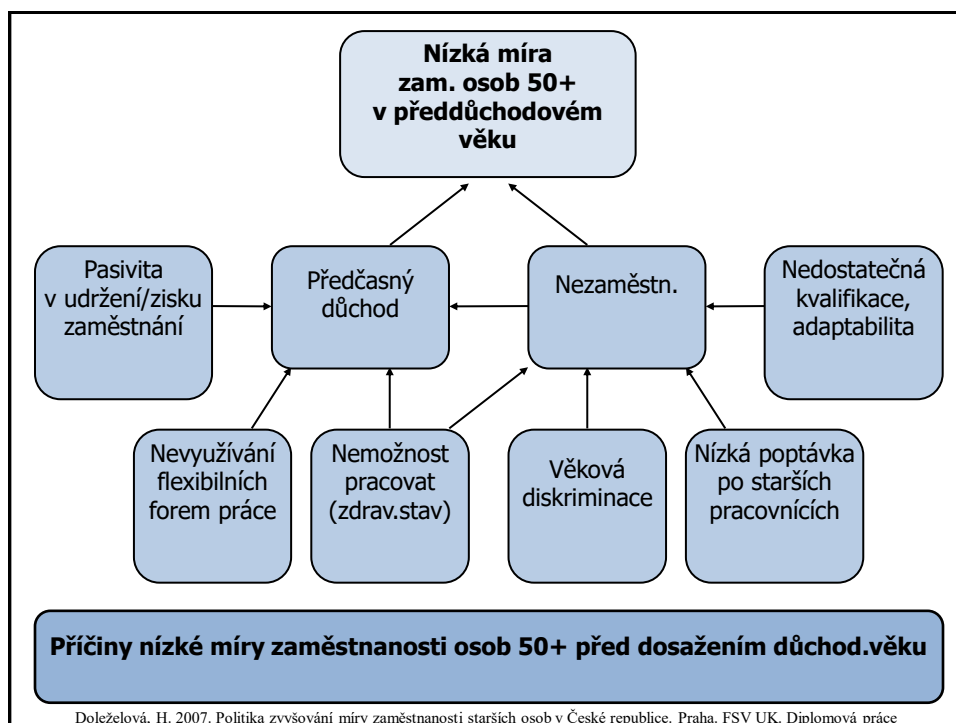 Nízká míra
zam. osob 50+
v předdůchodovém
věku
Pasivita
v udržení/zisku
zaměstnání
Předčasný
důchod
Nezaměstn.
Nedostatečná
kvalifikace,
adaptabilita
Nevyužívání
flexibilních
forem práce
Nemožnost
pracovat
(zdrav.stav)
Věková
diskriminace
Nízká poptávka
po starších
pracovnících
Příčiny nízké míry zaměstnanosti osob 50+ před dosažením důchod.věku
Doleželová, H. 2007. Politika zvyšování míry zaměstnanosti starších osob v České republice. Praha. FSV UK. Diplomová práce